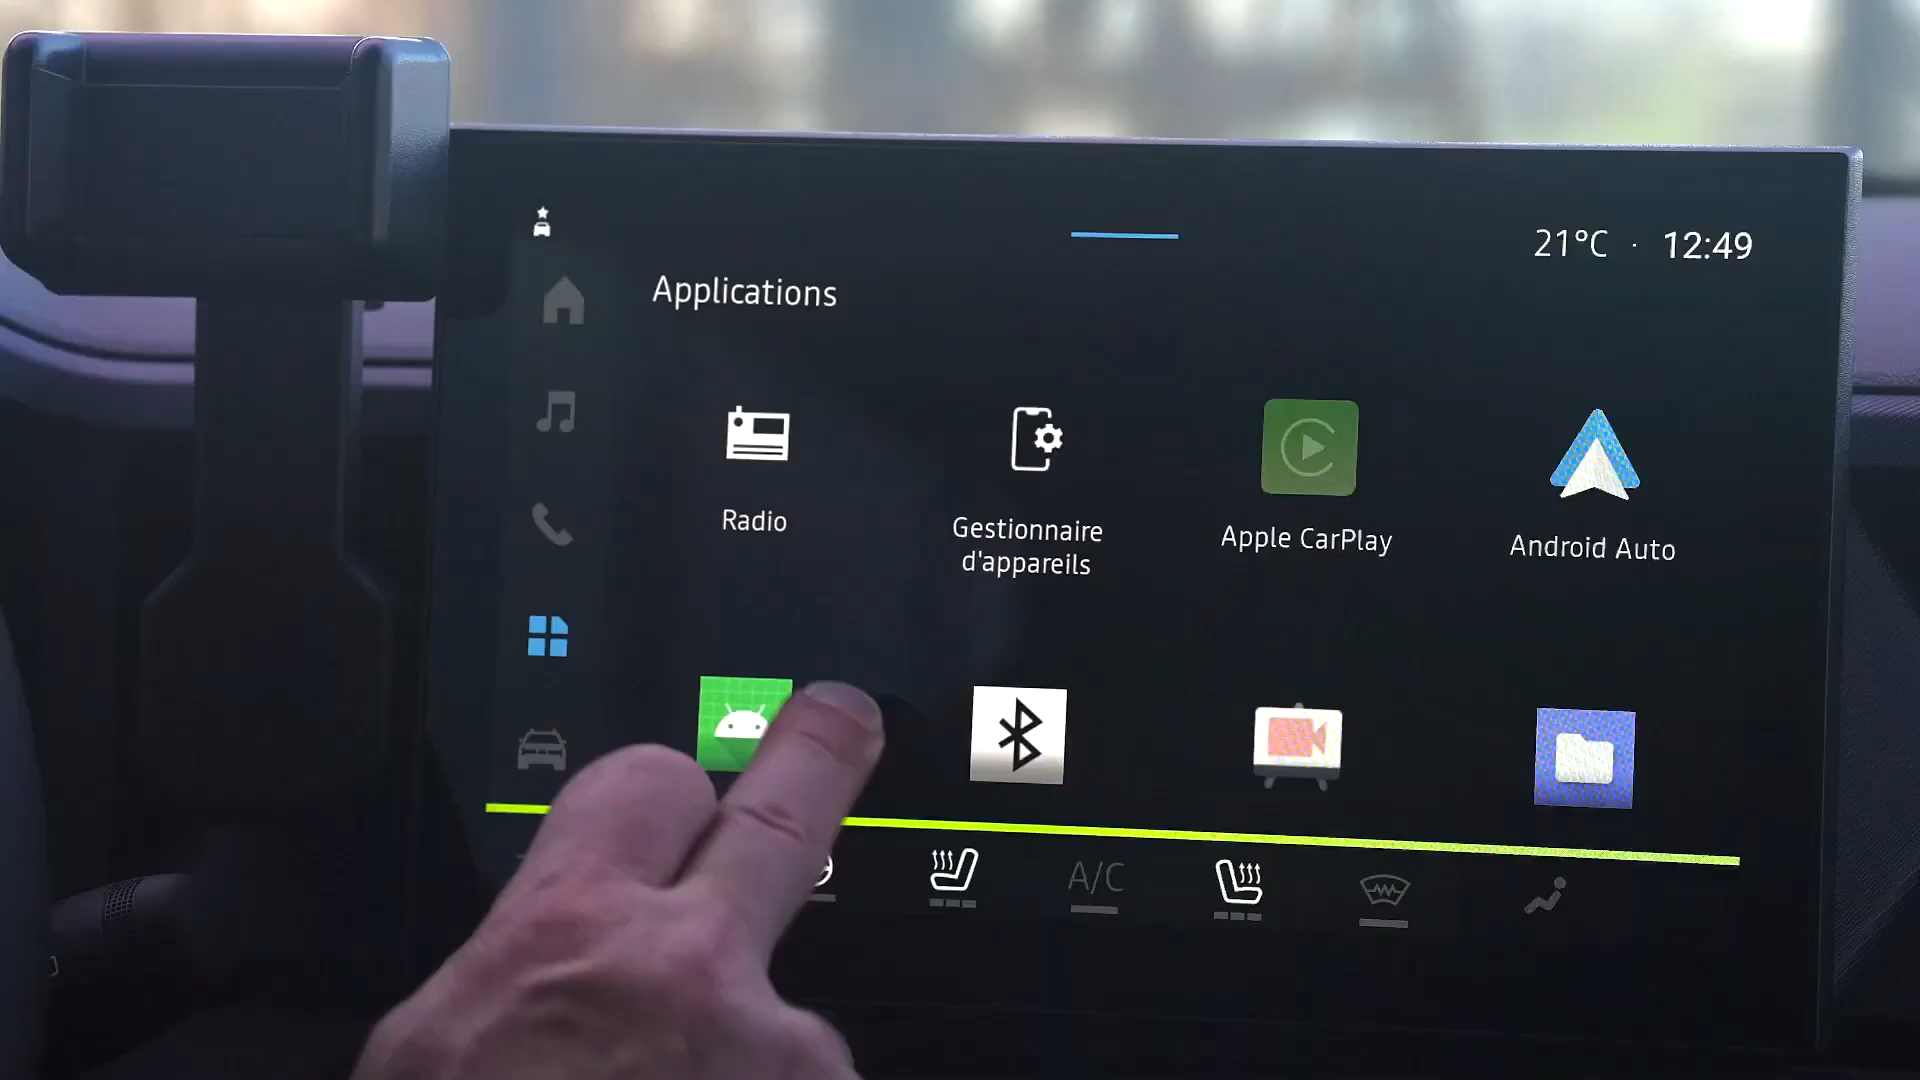 21°C · 12:49
Applications
Radio
Gestionnaire
d'appareils
Apple CarPlay
Android Auto
A/C